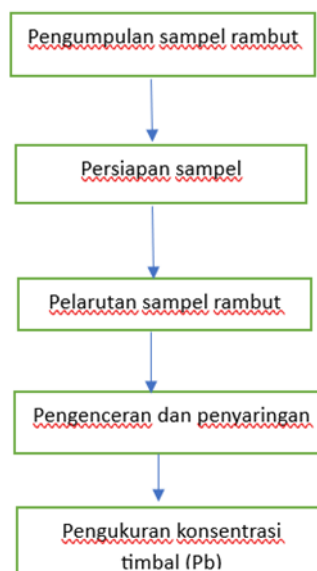 Pengumpulan sampel rambut
Persiapan sampel
Pelarutan sampel rambut
Pengenceran dan penyaringan
Pengukuran konsentrasi
timbal (Pb)